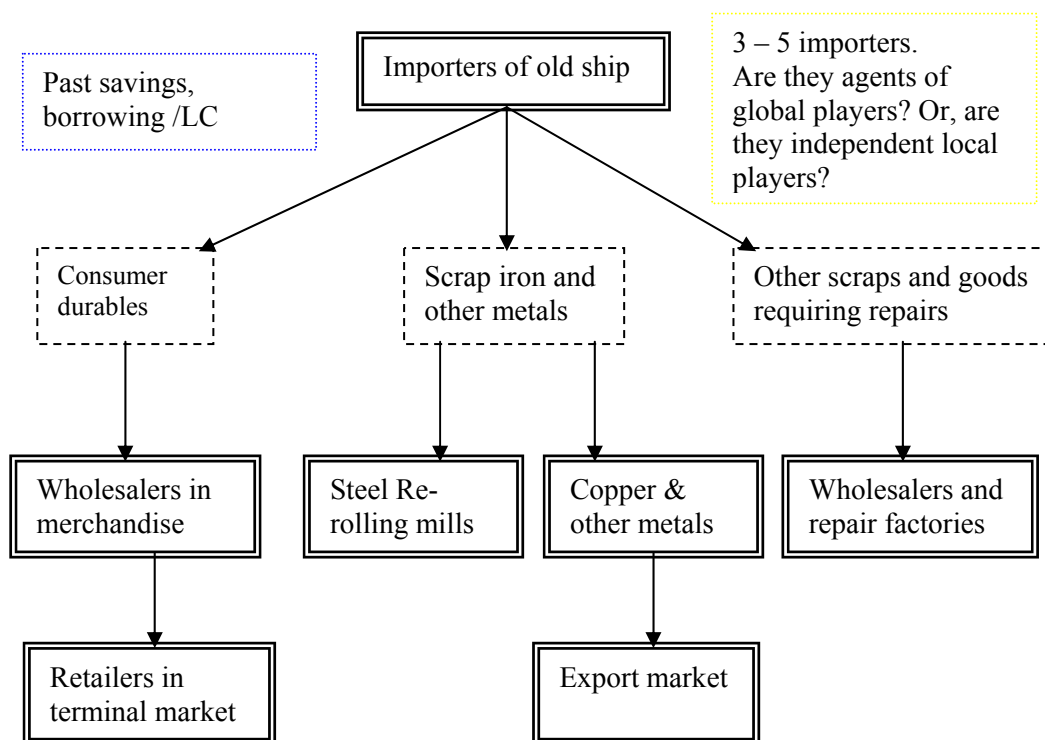 Past savings,
borrowing /LC
Importers of old ship
3 – 5 importers.
Are they agents of
global players? Or, are
they independent local
players?
Consumer
durables
Scrap iron and
other metals
Other scraps and goods
requiring repairs
Wholesalers in
merchandise
Steel Re-
rolling mills
Copper &
other metals
Wholesalers and
repair factories
Retailers in
terminal market
Export market